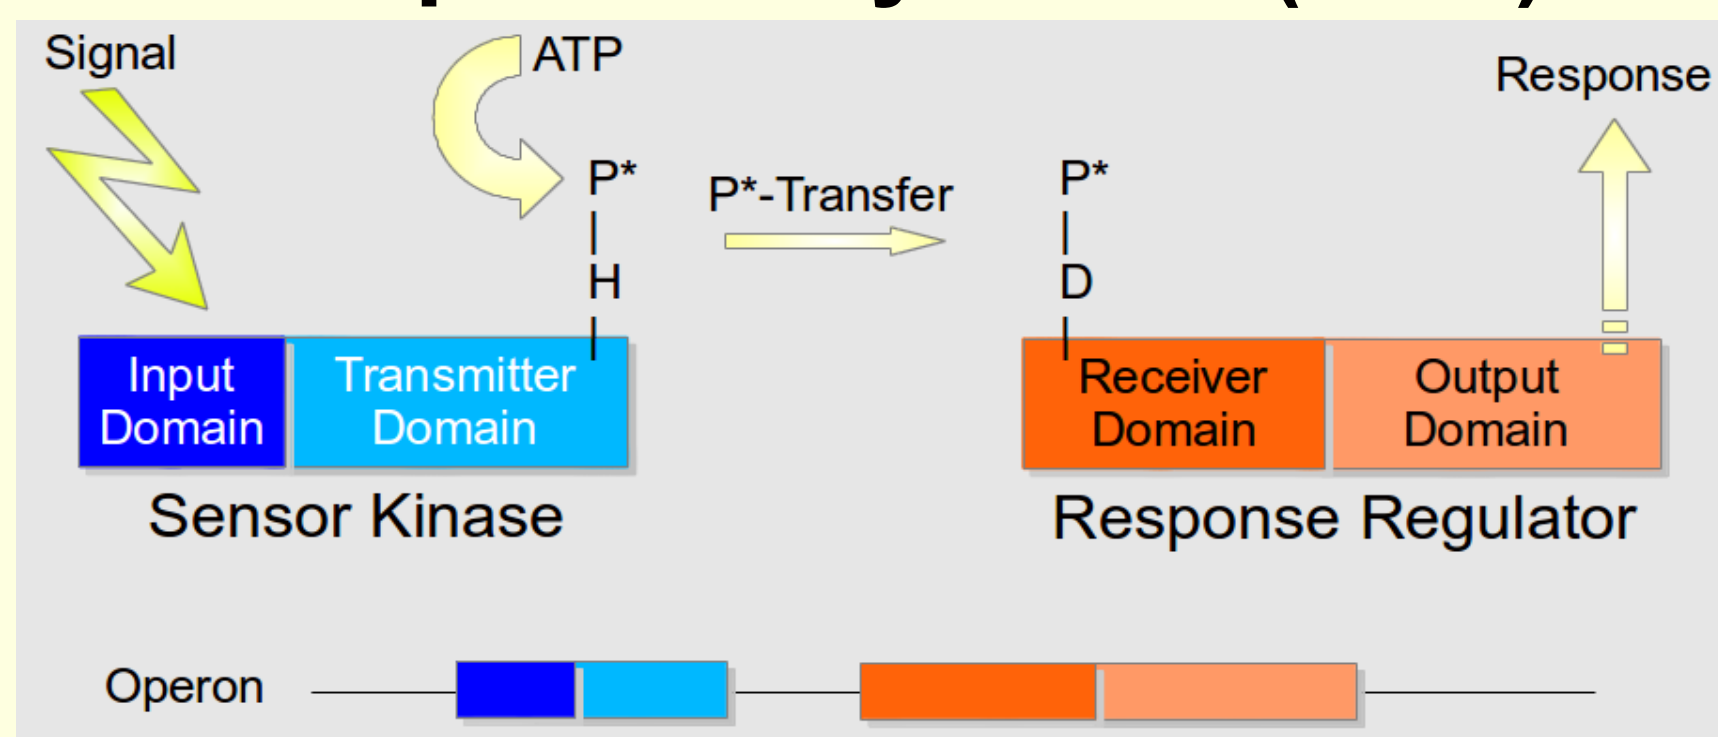 Signal
ATP
Response
P*
P*-Transfer
P*
|
|
H
D
|
|
Input
Domain
Transmitter
Domain
Receiver
Domain
Output
Domain
Sensor Kinase
Response Regulator
Operon